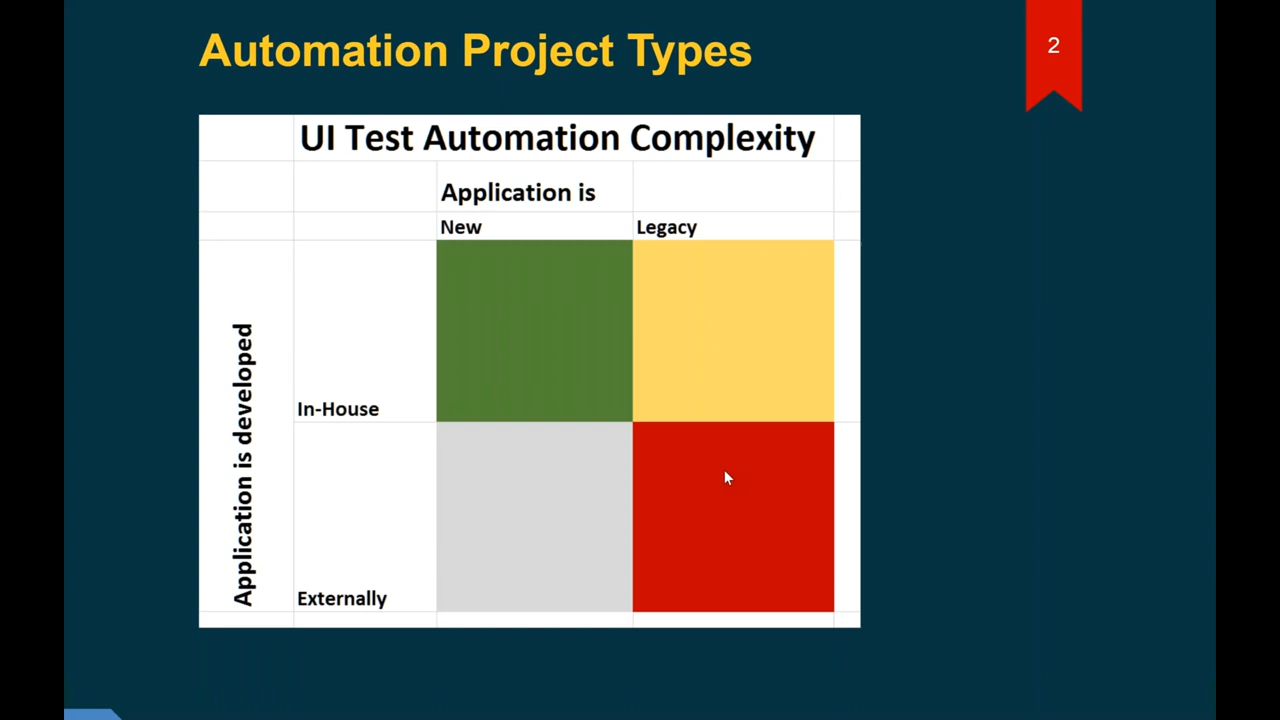 Automation Project Types
2
UI Test Automation Complexity
Application is
New
Legacy
Application is developed
In-House
Externally